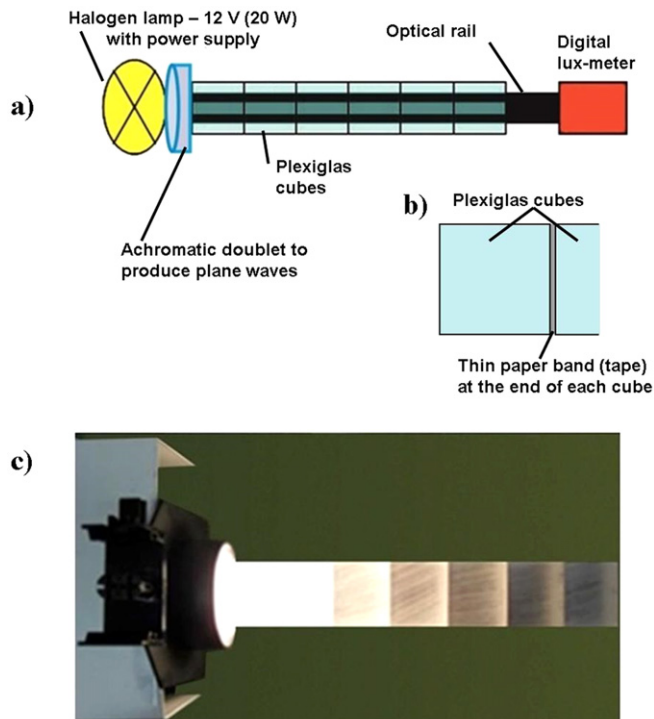 Halogen lamp – 12 V (20 W)
with power supply
Optical rail
Digital
lux-meter
a)
Plexiglas
cubes
Achromatic doublet to
produce plane waves
b)
Plexiglas cubes
Thin paper band (tape)
at the end of each cube
c)